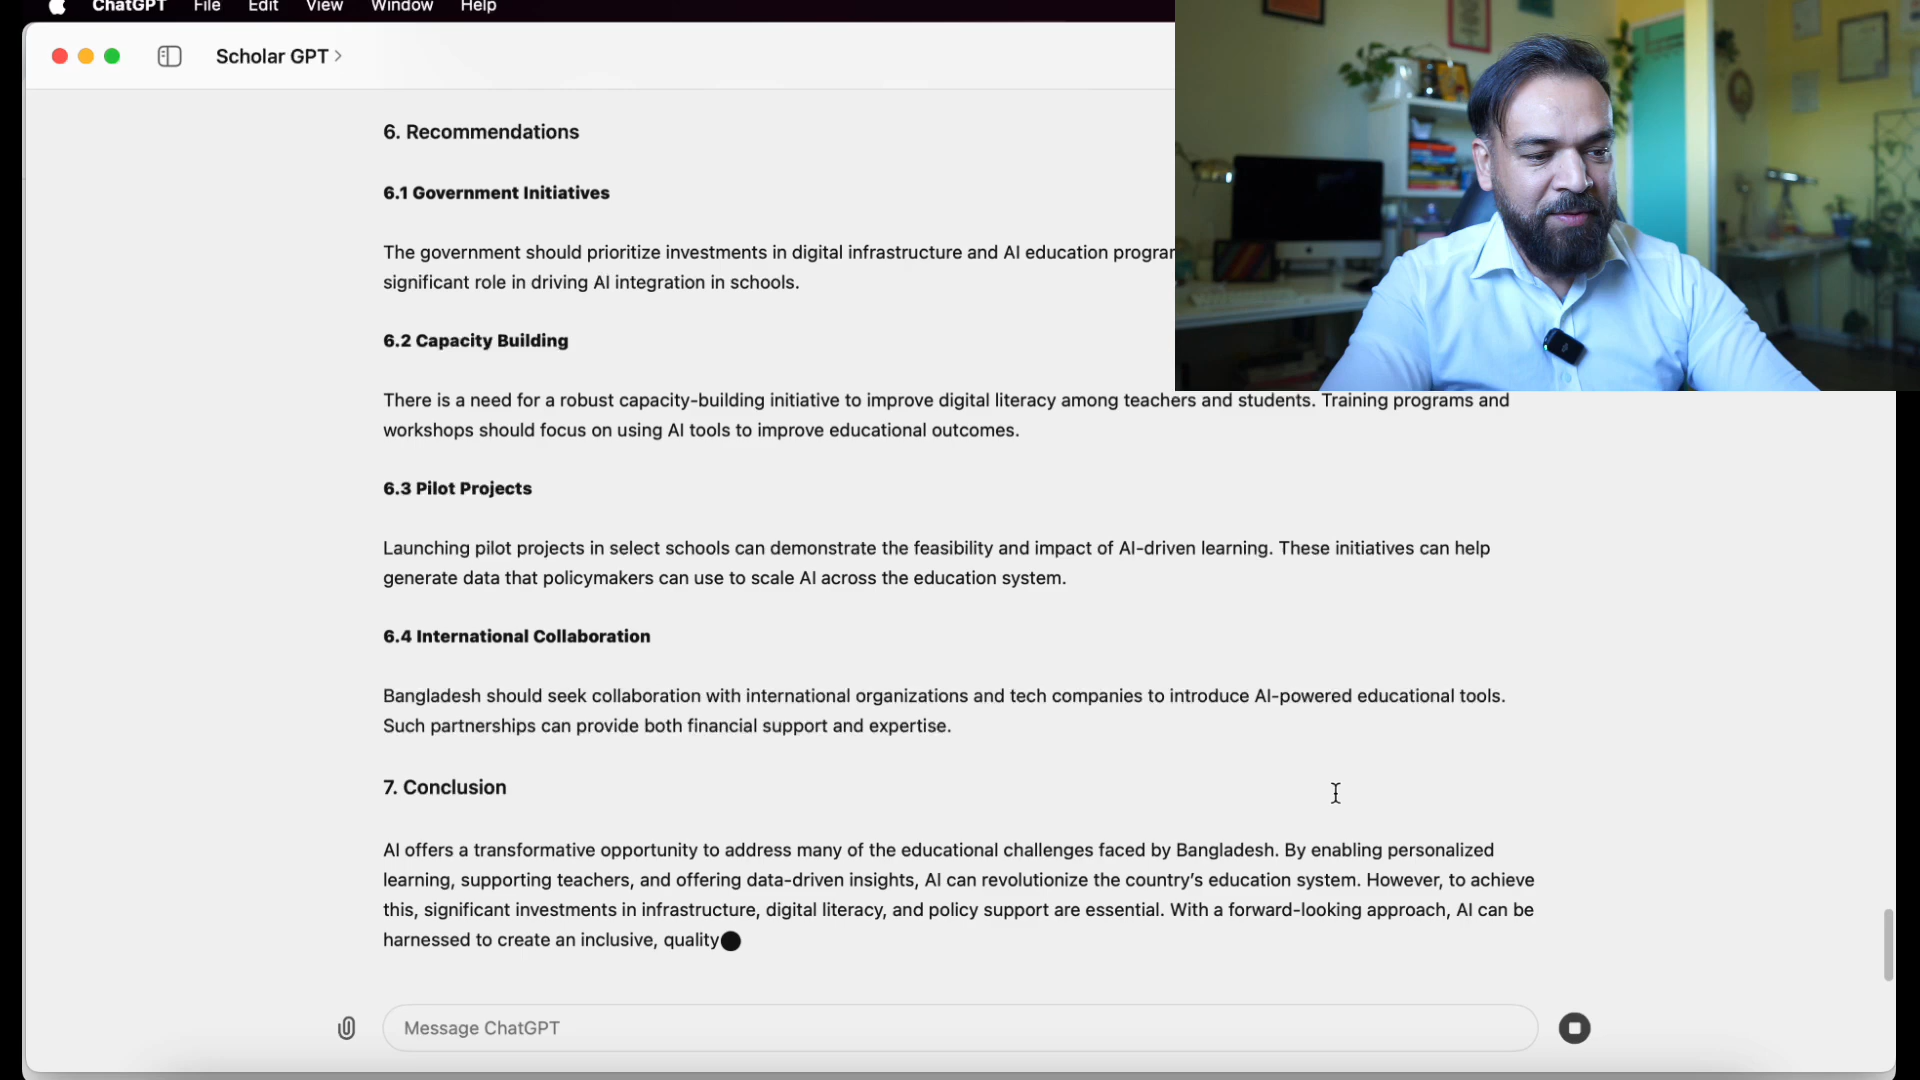 ChatGPT File Edit View Window Help
Scholar GPT
6. Recommendations
6.1 Government Initiatives
The government should prioritize investments in digital infrastructure and AI education
significant role in driving AI integration in schools.
6.2 Capacity Building
There is a need for a robust capacity-building initiative to improve digital literacy among teachers and students. Training programs and
workshops should focus on using AI tools to improve educational outcomes.
6.3 Pilot Projects
Launching pilot projects in select schools can demonstrate the feasibility and impact of AI-driven learning. These initiatives can help
generate data that policymakers can use to scale AI across the education system.
6.4 International Collaboration
Bangladesh should seek collaboration with international organizations and tech companies to introduce AI-powered educational tools.
Such partnerships can provide both financial support and expertise.
7. Conclusion
AI offers a transformative opportunity to address many of the educational challenges faced by Bangladesh. By enabling personalized
learning, supporting teachers, and offering data-driven insights, AI can revolutionize the country's education system. However, to achieve
this, significant investments in infrastructure, digital literacy, and policy support are essential. With a forward-looking approach, AI can be
harnessed to create an inclusive, quality
Message ChatGPT